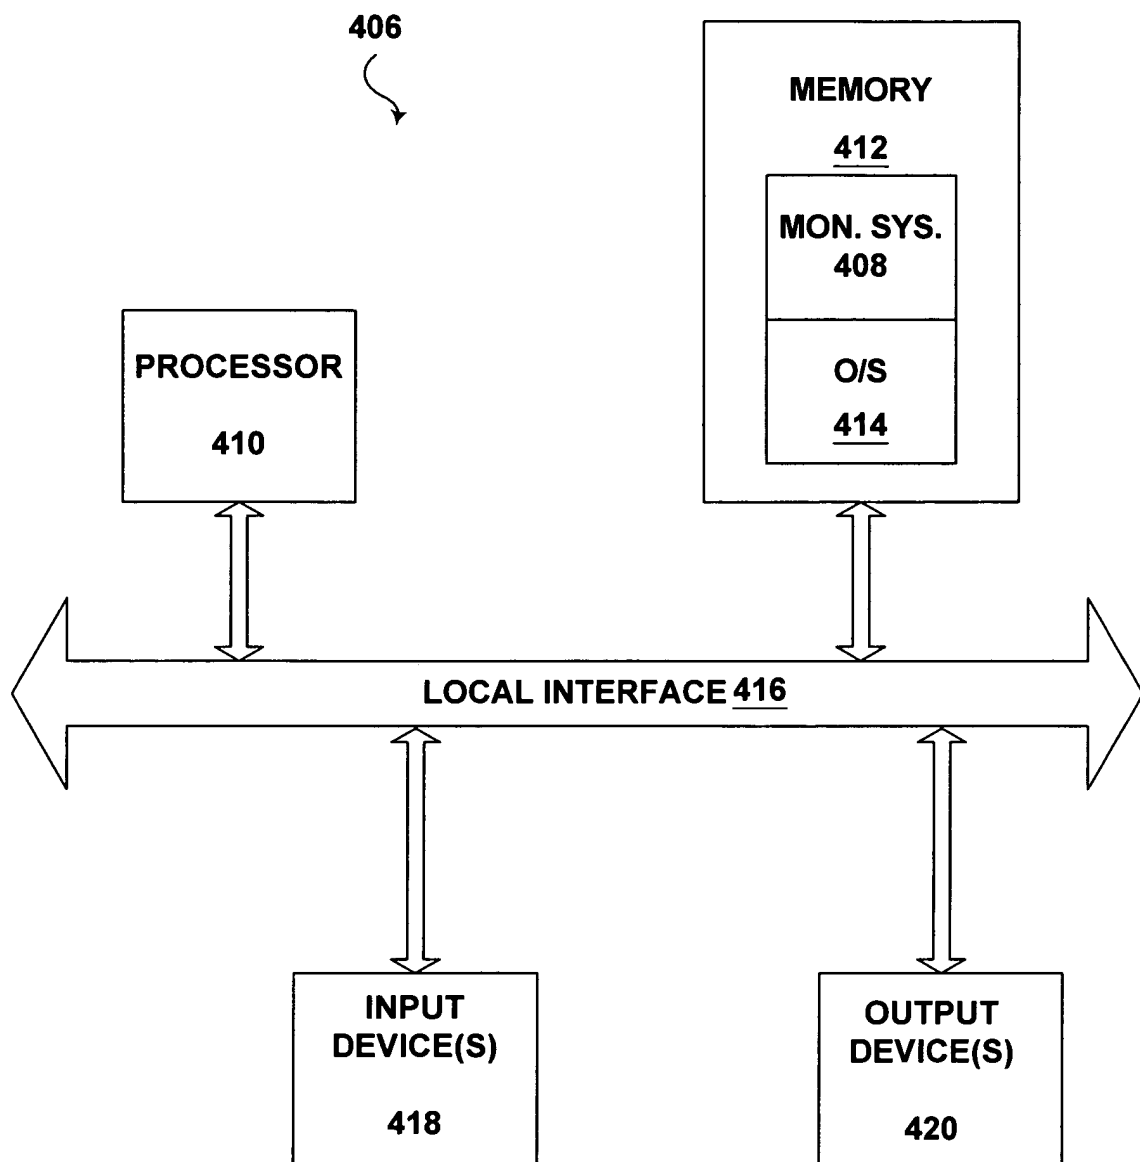 406
MEMORY
412
MON. SYS.
408
O/S
414
PROCESSOR
410
LOCAL INTERFACE 416
INPUT
DEVICE(S)
418
OUTPUT
DEVICE(S)
420